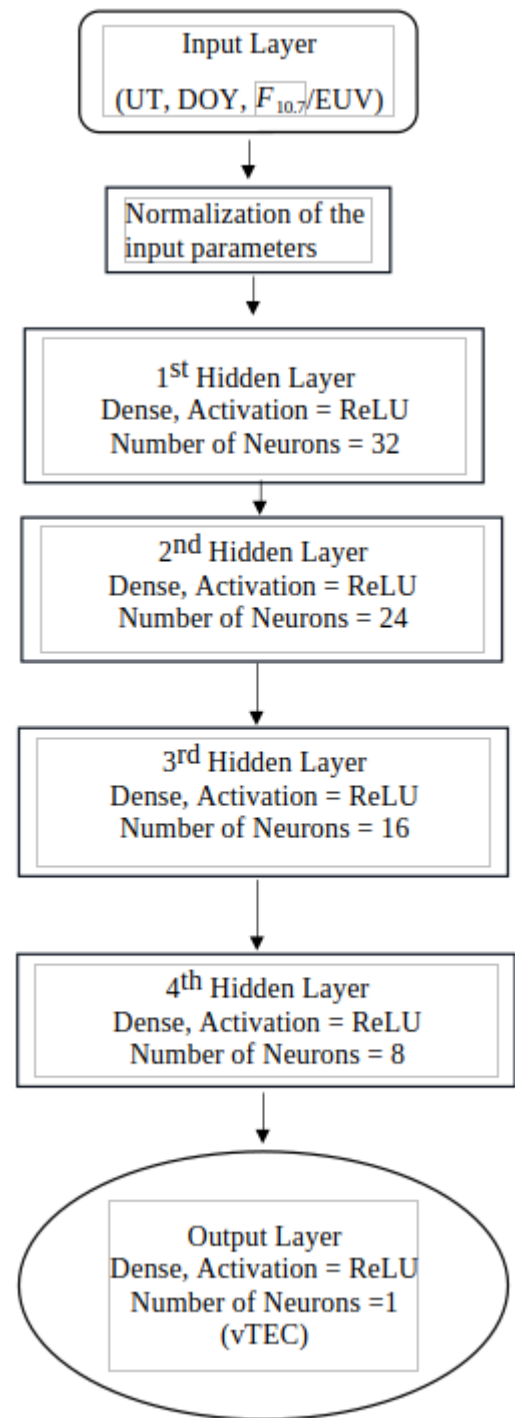 Input Layer
(UT, DOY, F10.7/EUV)
Normalization of the
input parameters
1st Hidden Layer
Dense, Activation = ReLU
Number of Neurons = 32
2nd Hidden Layer
Dense, Activation = ReLU
Number of Neurons = 24
3rd Hidden Layer
Dense, Activation = ReLU
Number of Neurons = 16
4th Hidden Layer
Dense, Activation = ReLU
Number of Neurons = 8
Output Layer
Dense, Activation = ReLU
Number of Neurons =1
(vTEC)